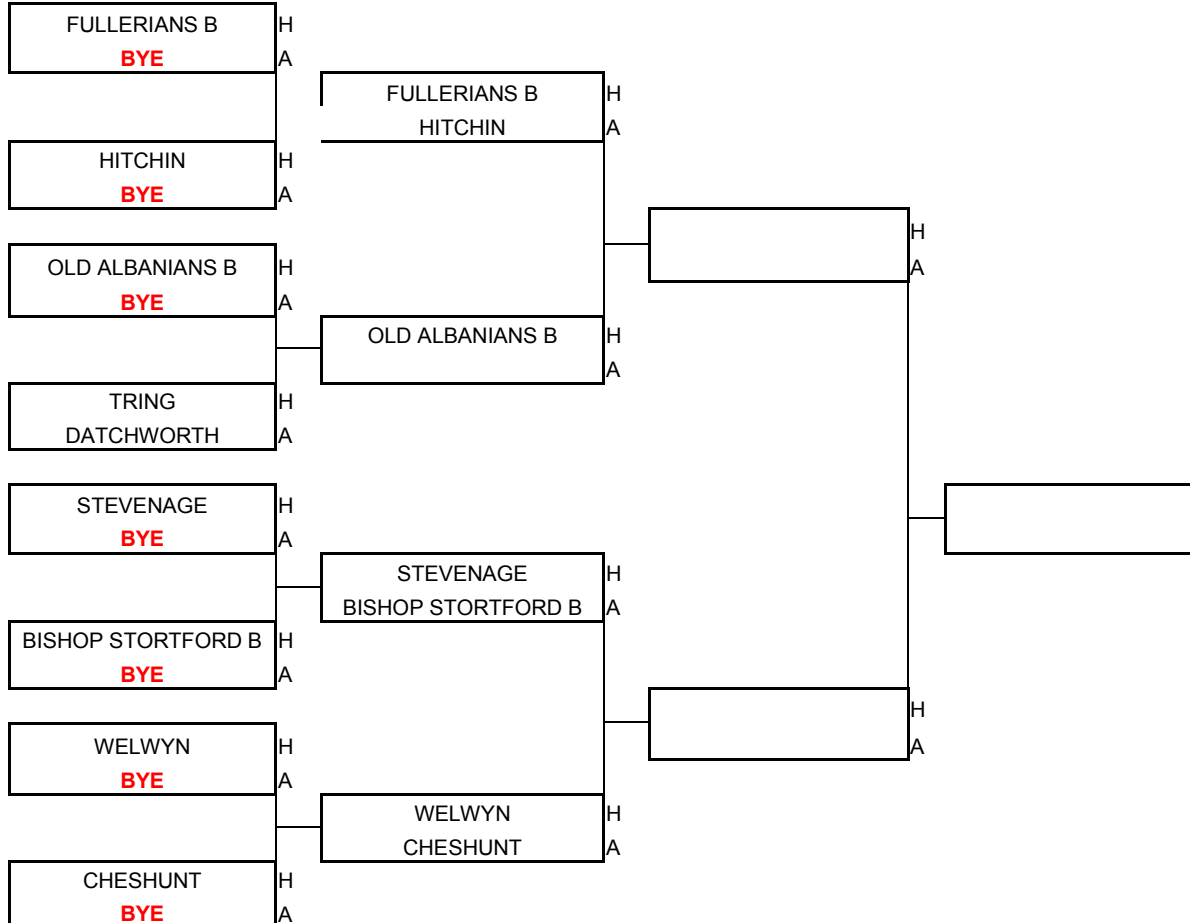 FULLERIANS B H
BYE A
FULLERIANS B H
HITCHIN A
HITCHIN H
BYE A
OLD ALBANIANS B H
BYE A
H
A
OLD ALBANIANS B H
A
TRING H
DATCHWORTH A
STEVENAGE H
BYE A
STEVENAGE H
BISHOP STORTFORD B A
BISHOP STORTFORD B H
BYE A
H
A
WELWYN H
BYE A
WELWYN H
CHESHUNT A
CHESHUNT H
BYE A